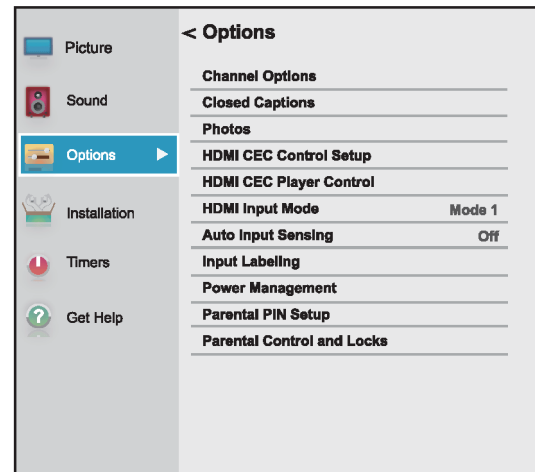 Picture
Sound
Options
Installation
Timers
Get Help
< Options
Channel Options
Closed Captions
Photos
HDMI CEC Control Setup
HDMI CEC Player Control
HDMI Input Mode Mode 1
Auto Input Sensing Off
Input Labeling
Power Management
Parental PIN Setup
Parental Control and Locks